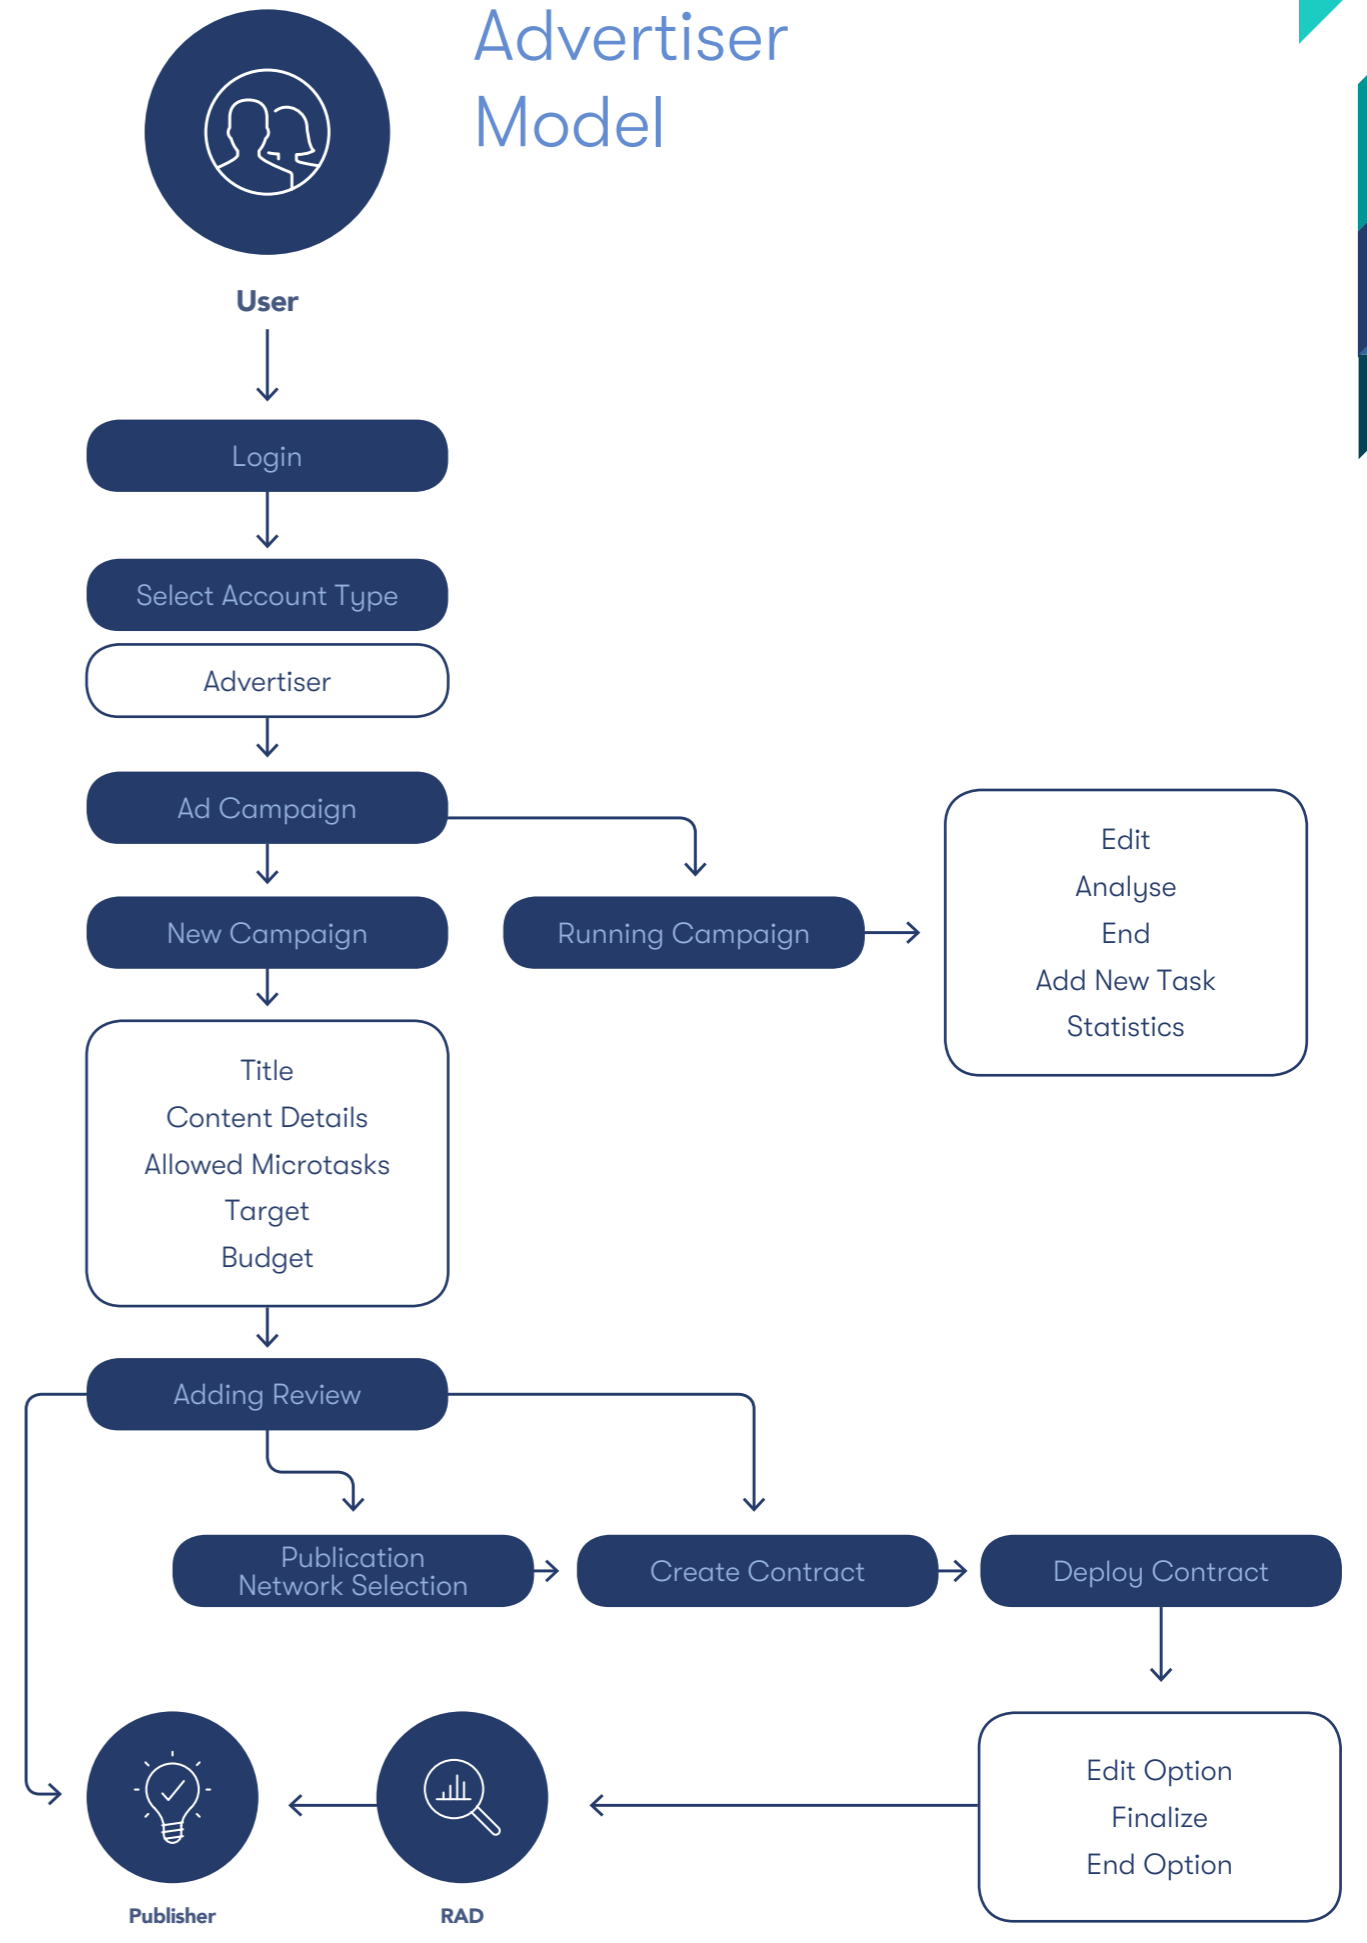 Advertiser
Model
User
Login
Select Account Type
Advertiser
Ad Campaign
New Campaign
Running Campaign
Edit
Analyse
End
Add New Task
Statistics
Title
Content Details
Allowed Microtasks
Target
Budget
Adding Review
Publication
Network Selection
Create Contract
Deploy Contract
Edit Option
Finalize
End Option
Publisher
RAD